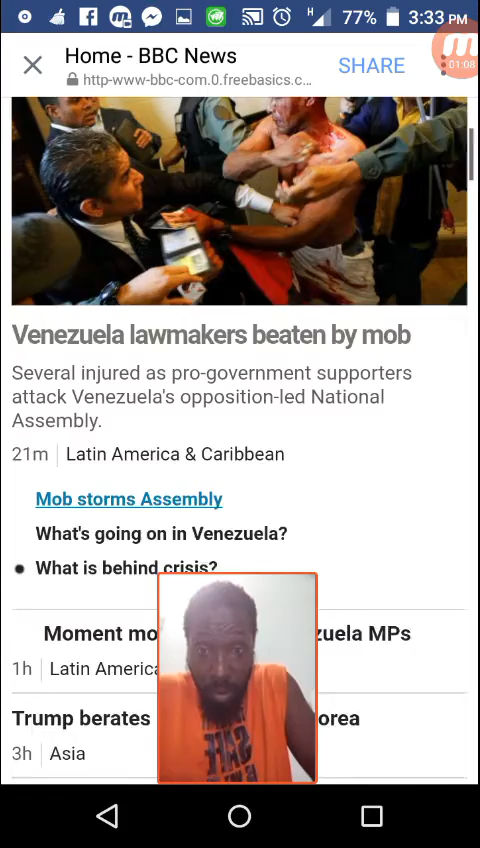 77% 3:33 PM
H
Home - BBC News
http-www-bbc-com.0.freebasics.c...
SHARE
01:08
Venezuela lawmakers beaten by mob
Several injured as pro-government supporters
attack Venezuela's opposition-led National
Assembly.
21m Latin America & Caribbean
Mob storms Assembly
What's going on in Venezuela?
What is behind crisis?
Moment mo zuela MPs
1h Latin America
Trump berates orea
3h Asia
SAFE